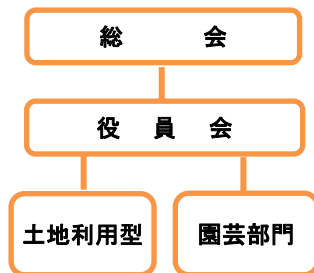 総　会
役　員　会
土地利用型
園芸部門